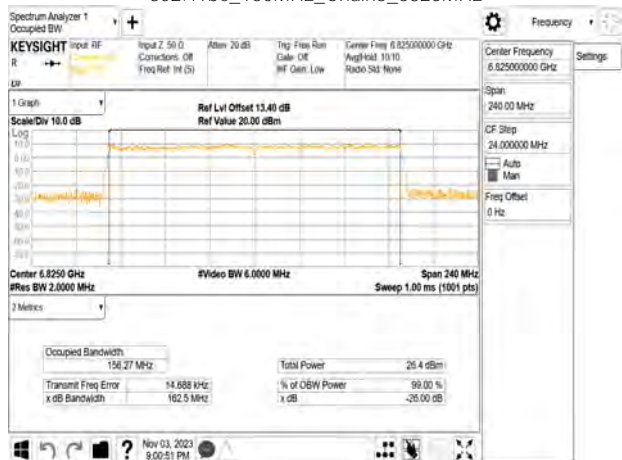 Spectrum Analyzer 1
Occupied BW
KEYSIGHT
R
Input: RF
Input Z: 50 Ω
Corrections: Off
Freq Ref: Int (S)
Atten: 20 dB
Trig: Free Run
Gate: Off
#IF Gain: Low
Center Freq: 6.825000000 GHz
Avg|Hold: 10/10
Radio Std: None
Frequency
Settings
Center Frequency
6.825000000 GHz
Span
240.00 MHz
CF Step
24.000000 MHz
Auto
Man
Freq Offset
0 Hz
1 Graph
Scale/Div 10.0 dB
Ref Lvl Offset 13.40 dB
Ref Value 20.00 dBm
Log
10.0
0.00
Center 6.8250 GHz
#Video BW 6.0000 MHz
Span 240 MHz
#Res BW 2.0000 MHz
Sweep 1.00 ms (1001 pts)
2 Metrics
Occupied Bandwidth
156.27 MHz
Total Power
26.4 dBm
Transmit Freq Error
14.688 kHz
% of OBW Power
99.00 %
x dB Bandwidth
162.5 MHz
x dB
-26.00 dB
?
Nov 03, 2023
9:00:51 PM